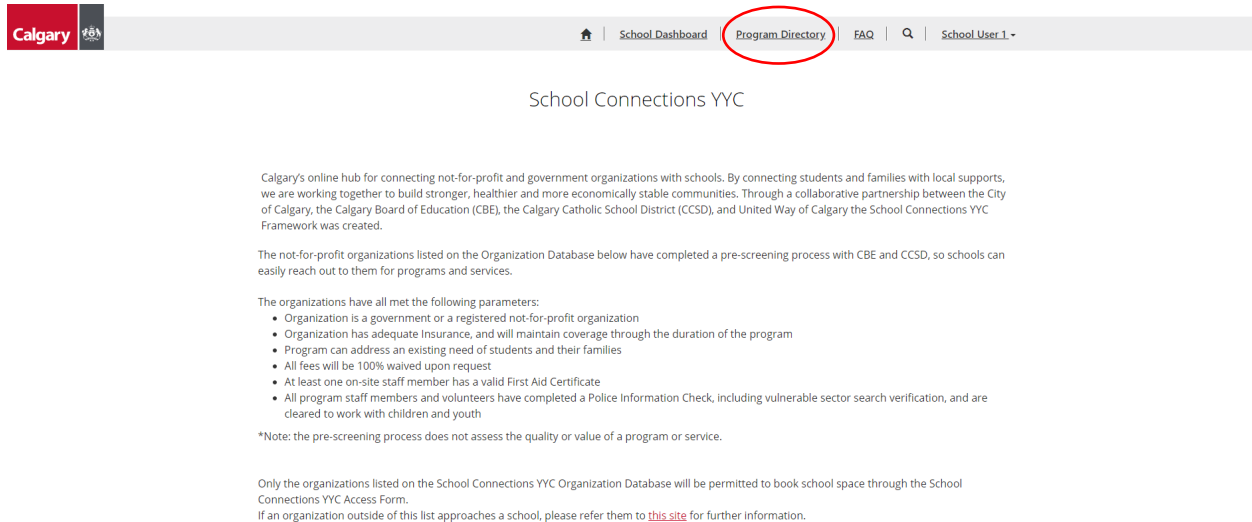 Calgary
School Dashboard | Program Directory | FAQ | School User 1
School Connections YYC
Calgary's online hub for connecting not-for-profit and government organizations with schools. By connecting students and families with local supports,
we are working together to build stronger, healthier and more economically stable communities. Through a collaborative partnership between the City
of Calgary, the Calgary Board of Education (CBE), the Calgary Catholic School District (CCSD), and United Way of Calgary the School Connections YYC
Framework was created.
The not-for-profit organizations listed on the Organization Database below have completed a pre-screening process with CBE and CCSD, so schools can
easily reach out to them for programs and services.
The organizations have all met the following parameters:
• Organization is a government or a registered not-for-profit organization
• Organization has adequate Insurance, and will maintain coverage through the duration of the program
• Program can address an existing need of students and their families
• All fees will be 100% waived upon request
• At least one on-site staff member has a valid First Aid Certificate
• All program staff members and volunteers have completed a Police Information Check, including vulnerable sector search verification, and are
cleared to work with children and youth
*Note: the pre-screening process does not assess the quality or value of a program or service.
Only the organizations listed on the School Connections YYC Organization Database will be permitted to book school space through the School
Connections YYC Access Form.
If an organization outside of this list approaches a school, please refer them to this site for further information.